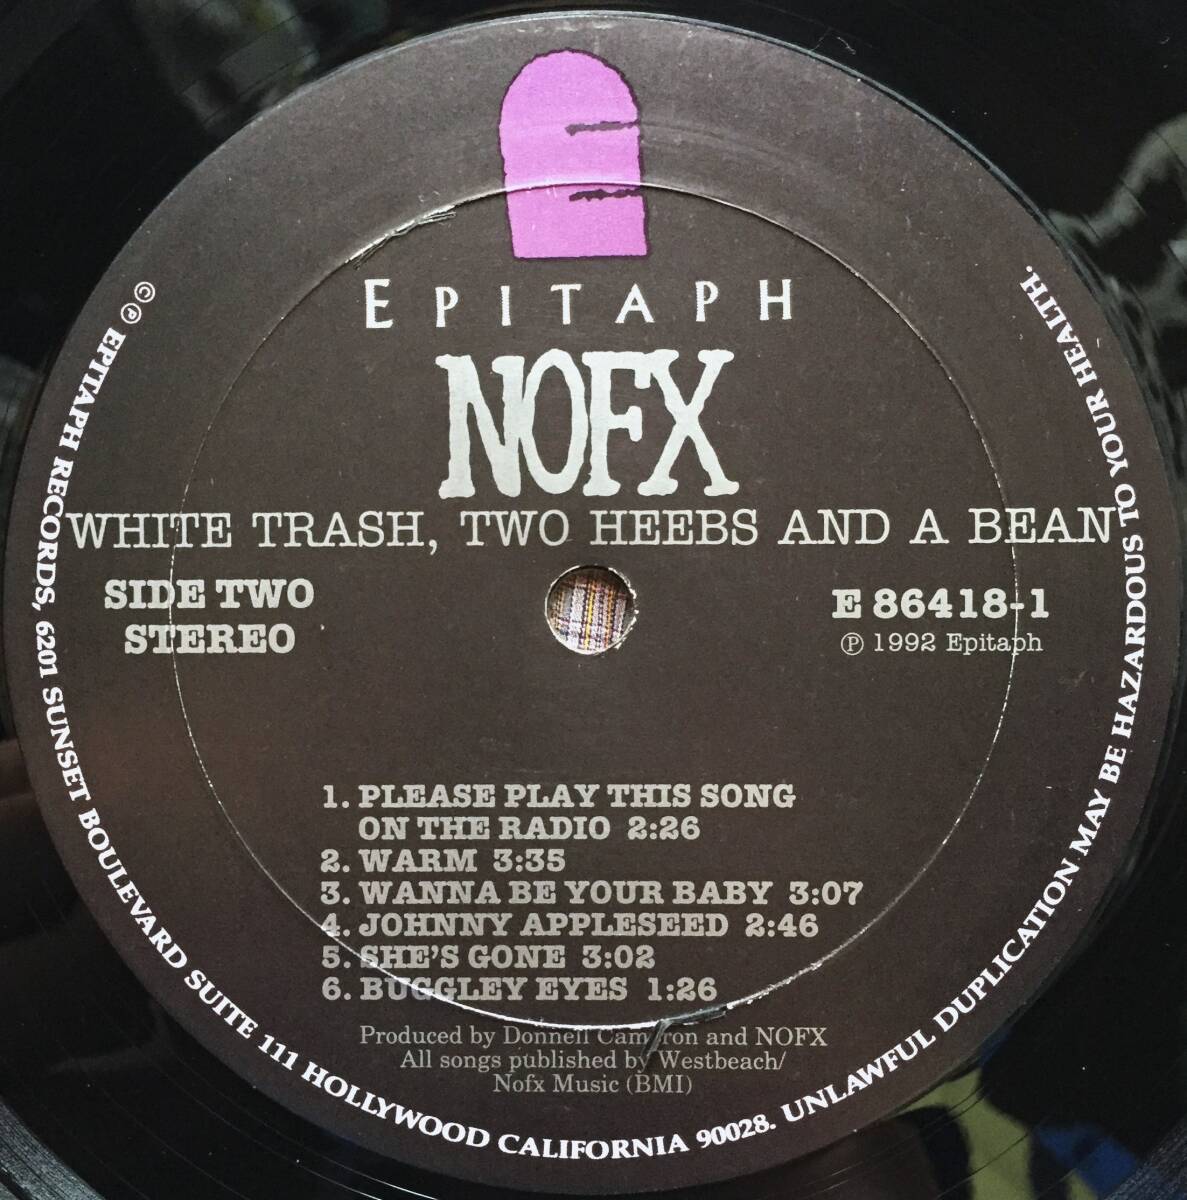 EPITAPH
NOFX
WHITE TRASH, TWO HEEBS AND A BEAN
SIDE TWO
STEREO
E 86418-1
℗ 1992 Epitaph
1. PLEASE PLAY THIS SONG
ON THE RADIO 2:26
2. WARM 3:35
3. WANNA BE YOUR BABY 3:07
4. JOHNNY APPLESEED 2:46
5. SHE'S GONE 3:02
6. BUGGLEY EYES 1:26
Produced by Donnell Cameron and NOFX
All songs published by Westbeach/
Nofx Music (BMI)
© ℗ EPITAPH RECORDS, 6201 SUNSET BOULEVARD SUITE 111 HOLLYWOOD CALIFORNIA 90028. UNLAWFUL DUPLICATION MAY BE HAZARDOUS TO YOUR HEALTH.